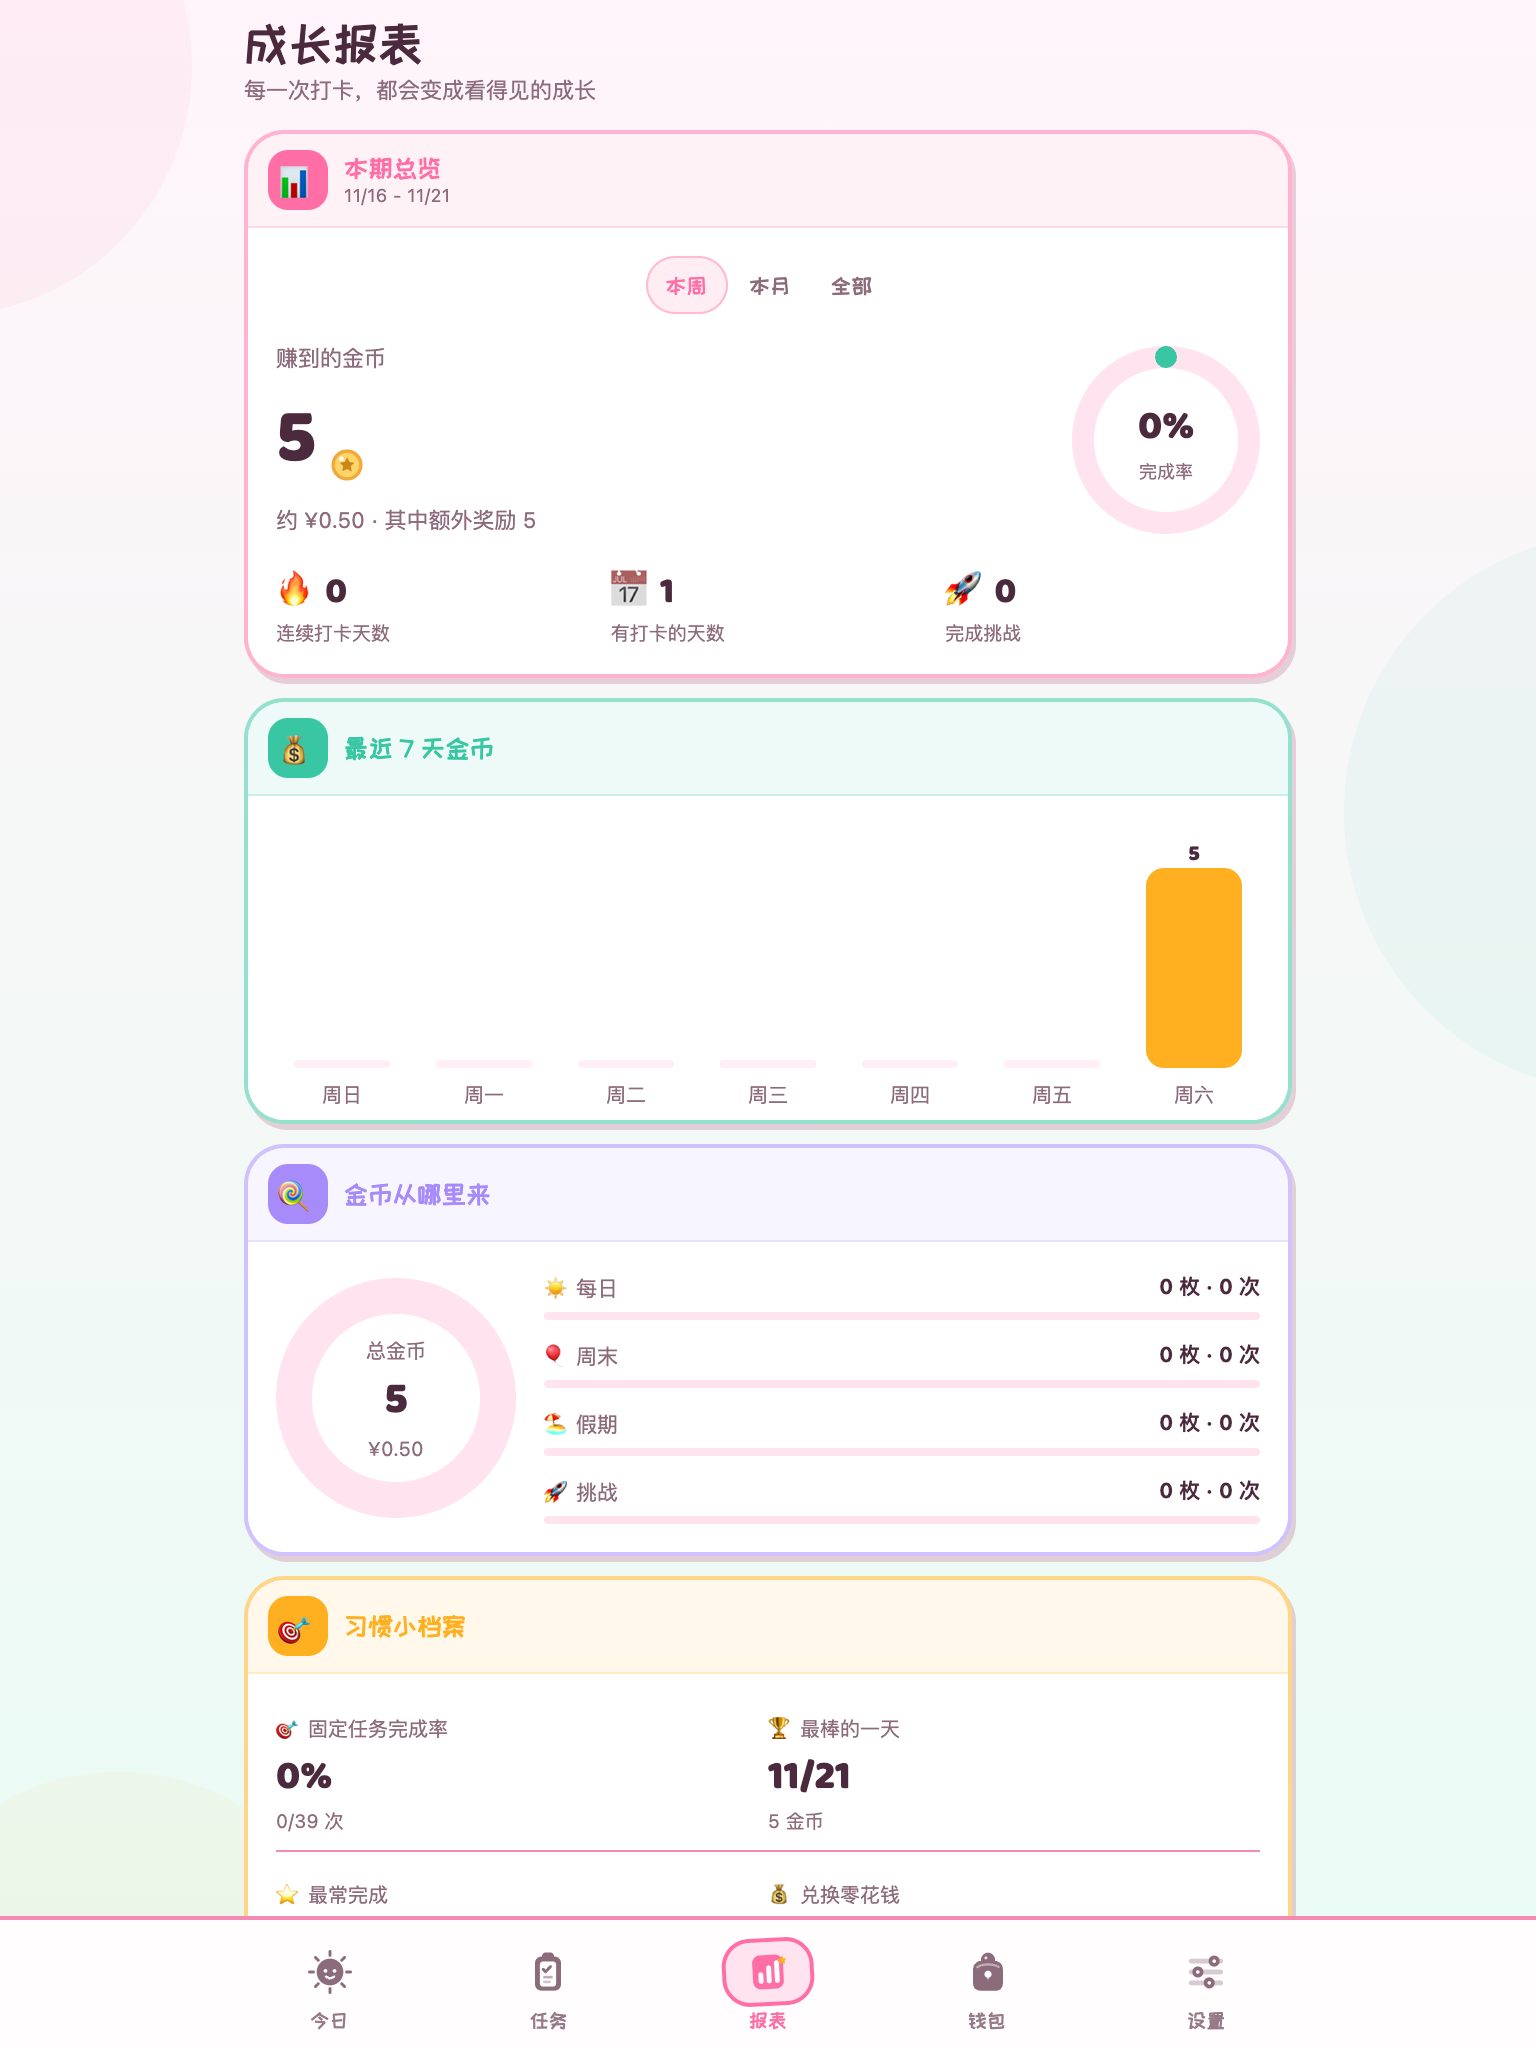 成长报表
每一次打卡，都会变成看得见的成长
本期总览
11/16 - 11/21
本周 本月 全部
赚到的金币
5
约 ¥0.50 · 其中额外奖励 5
0%
完成率
0
连续打卡天数
JUL 17 1
有打卡的天数
0
完成挑战
最近 7 天金币
5
周日 周一 周二 周三 周四 周五 周六
金币从哪里来
总金币
5
¥0.50
每日 0 枚 · 0 次
周末 0 枚 · 0 次
假期 0 枚 · 0 次
挑战 0 枚 · 0 次
习惯小档案
固定任务完成率
0%
0/39 次
最棒的一天
11/21
5 金币
最常完成
兑换零花钱
今日 任务 报表 钱包 设置